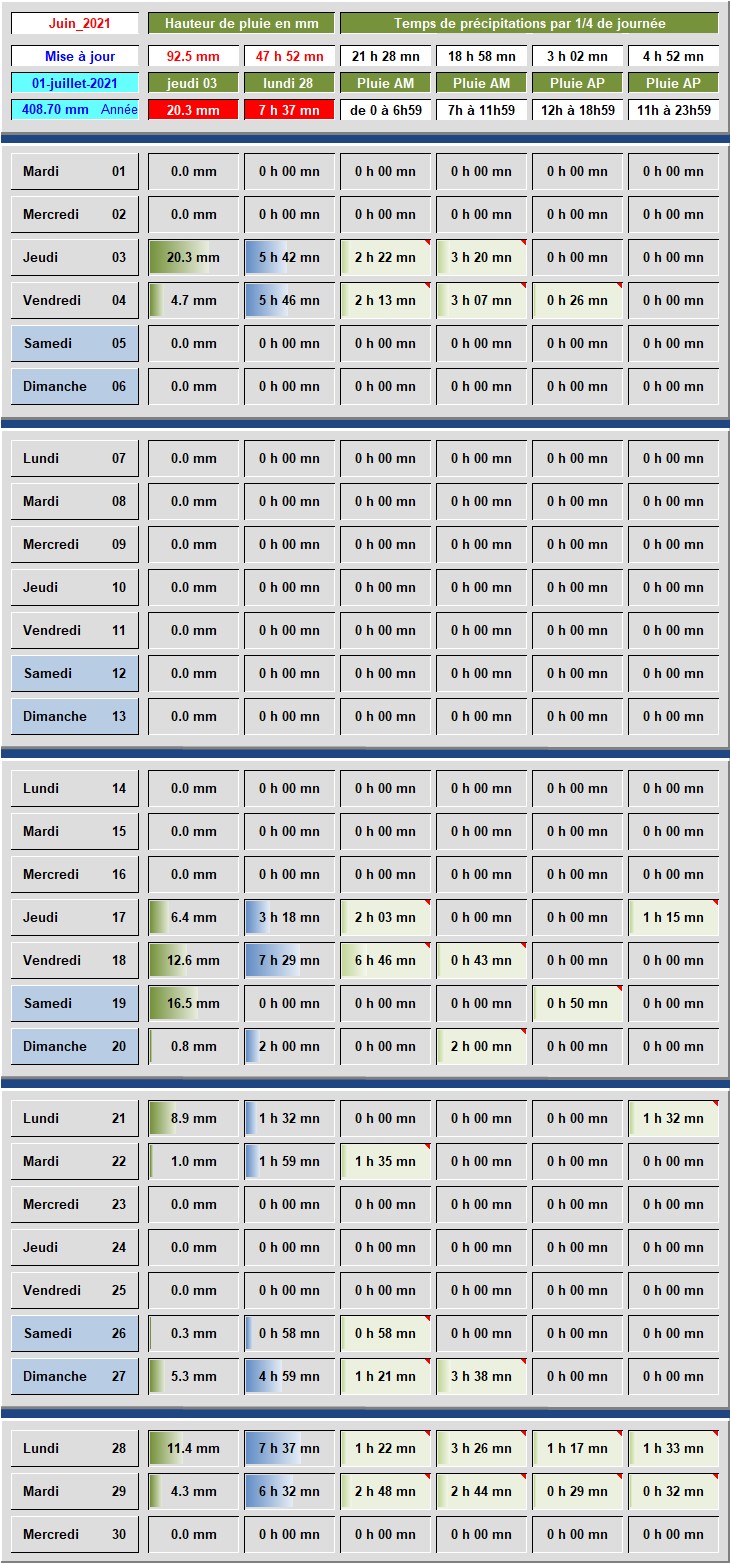 Juin_2021 Hauteur de pluie en mm Temps de précipitations par 1/4 de journée
Mise à jour 92.5 mm 47 h 52 mn 21 h 28 mn 18 h 58 mn 3 h 02 mn 4 h 52 mn
01-juillet-2021 jeudi 03 lundi 28 Pluie AM Pluie AM Pluie AP Pluie AP
408.70 mm Année 20.3 mm 7 h 37 mn de 0 à 6h59 7h à 11h59 12h à 18h59 11h à 23h59
Mardi 01 0.0 mm 0 h 00 mn 0 h 00 mn 0 h 00 mn 0 h 00 mn 0 h 00 mn
Mercredi 02 0.0 mm 0 h 00 mn 0 h 00 mn 0 h 00 mn 0 h 00 mn 0 h 00 mn
Jeudi 03 20.3 mm 5 h 42 mn 2 h 22 mn 3 h 20 mn 0 h 00 mn 0 h 00 mn
Vendredi 04 4.7 mm 5 h 46 mn 2 h 13 mn 3 h 07 mn 0 h 26 mn 0 h 00 mn
Samedi 05 0.0 mm 0 h 00 mn 0 h 00 mn 0 h 00 mn 0 h 00 mn 0 h 00 mn
Dimanche 06 0.0 mm 0 h 00 mn 0 h 00 mn 0 h 00 mn 0 h 00 mn 0 h 00 mn
Lundi 07 0.0 mm 0 h 00 mn 0 h 00 mn 0 h 00 mn 0 h 00 mn 0 h 00 mn
Mardi 08 0.0 mm 0 h 00 mn 0 h 00 mn 0 h 00 mn 0 h 00 mn 0 h 00 mn
Mercredi 09 0.0 mm 0 h 00 mn 0 h 00 mn 0 h 00 mn 0 h 00 mn 0 h 00 mn
Jeudi 10 0.0 mm 0 h 00 mn 0 h 00 mn 0 h 00 mn 0 h 00 mn 0 h 00 mn
Vendredi 11 0.0 mm 0 h 00 mn 0 h 00 mn 0 h 00 mn 0 h 00 mn 0 h 00 mn
Samedi 12 0.0 mm 0 h 00 mn 0 h 00 mn 0 h 00 mn 0 h 00 mn 0 h 00 mn
Dimanche 13 0.0 mm 0 h 00 mn 0 h 00 mn 0 h 00 mn 0 h 00 mn 0 h 00 mn
Lundi 14 0.0 mm 0 h 00 mn 0 h 00 mn 0 h 00 mn 0 h 00 mn 0 h 00 mn
Mardi 15 0.0 mm 0 h 00 mn 0 h 00 mn 0 h 00 mn 0 h 00 mn 0 h 00 mn
Mercredi 16 0.0 mm 0 h 00 mn 0 h 00 mn 0 h 00 mn 0 h 00 mn 0 h 00 mn
Jeudi 17 6.4 mm 3 h 18 mn 2 h 03 mn 0 h 00 mn 0 h 00 mn 1 h 15 mn
Vendredi 18 12.6 mm 7 h 29 mn 6 h 46 mn 0 h 43 mn 0 h 00 mn 0 h 00 mn
Samedi 19 16.5 mm 0 h 00 mn 0 h 00 mn 0 h 00 mn 0 h 50 mn 0 h 00 mn
Dimanche 20 0.8 mm 2 h 00 mn 0 h 00 mn 2 h 00 mn 0 h 00 mn 0 h 00 mn
Lundi 21 8.9 mm 1 h 32 mn 0 h 00 mn 0 h 00 mn 0 h 00 mn 1 h 32 mn
Mardi 22 1.0 mm 1 h 59 mn 1 h 35 mn 0 h 00 mn 0 h 00 mn 0 h 00 mn
Mercredi 23 0.0 mm 0 h 00 mn 0 h 00 mn 0 h 00 mn 0 h 00 mn 0 h 00 mn
Jeudi 24 0.0 mm 0 h 00 mn 0 h 00 mn 0 h 00 mn 0 h 00 mn 0 h 00 mn
Vendredi 25 0.0 mm 0 h 00 mn 0 h 00 mn 0 h 00 mn 0 h 00 mn 0 h 00 mn
Samedi 26 0.3 mm 0 h 58 mn 0 h 58 mn 0 h 00 mn 0 h 00 mn 0 h 00 mn
Dimanche 27 5.3 mm 4 h 59 mn 1 h 21 mn 3 h 38 mn 0 h 00 mn 0 h 00 mn
Lundi 28 11.4 mm 7 h 37 mn 1 h 22 mn 3 h 26 mn 1 h 17 mn 1 h 33 mn
Mardi 29 4.3 mm 6 h 32 mn 2 h 48 mn 2 h 44 mn 0 h 29 mn 0 h 32 mn
Mercredi 30 0.0 mm 0 h 00 mn 0 h 00 mn 0 h 00 mn 0 h 00 mn 0 h 00 mn